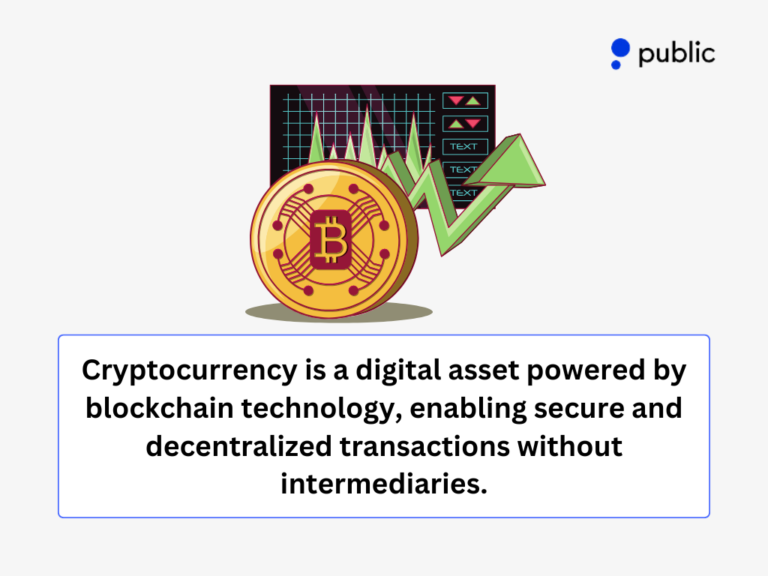 public
TEXT
TEXT
TEXT
Cryptocurrency is a digital asset powered by
blockchain technology, enabling secure and
decentralized transactions without
intermediaries.